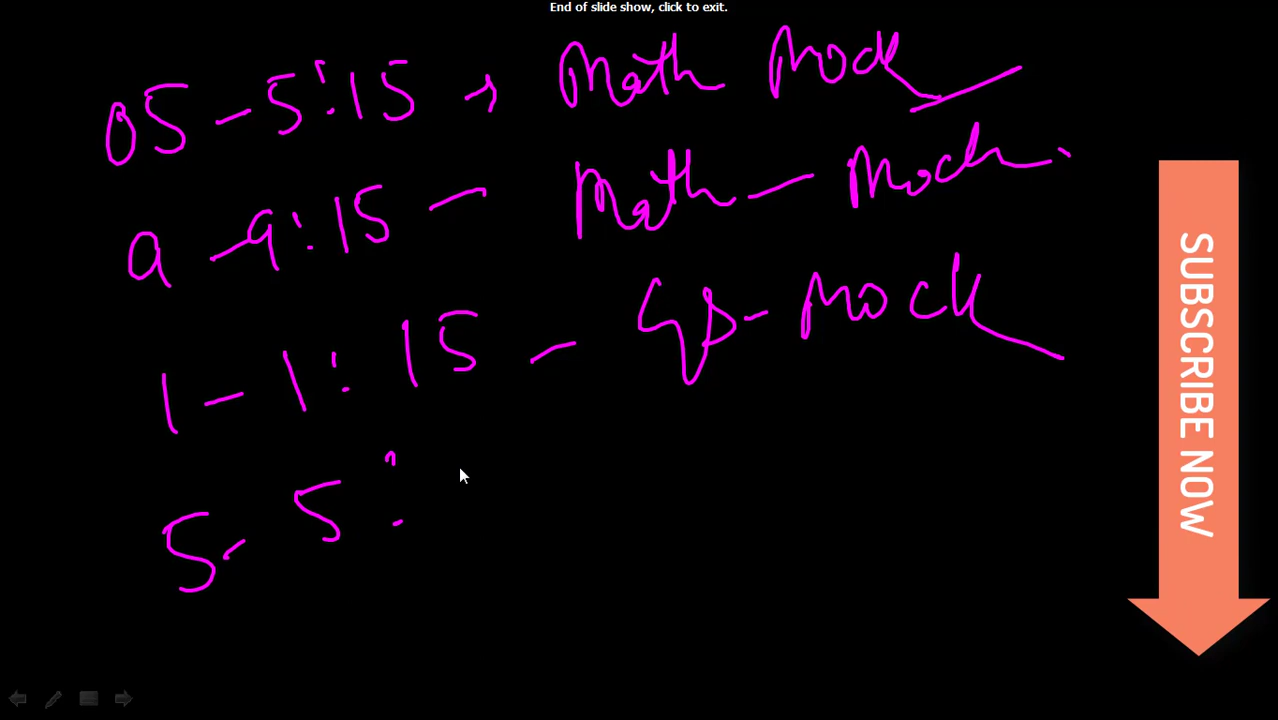 End of slide show, click to exit.
05 - 5:15 → Math Mock
9 - 9:15 - Math - Mock
1 - 1:15 - GS - Mock
5 - 5:
SUBSCRIBE NOW